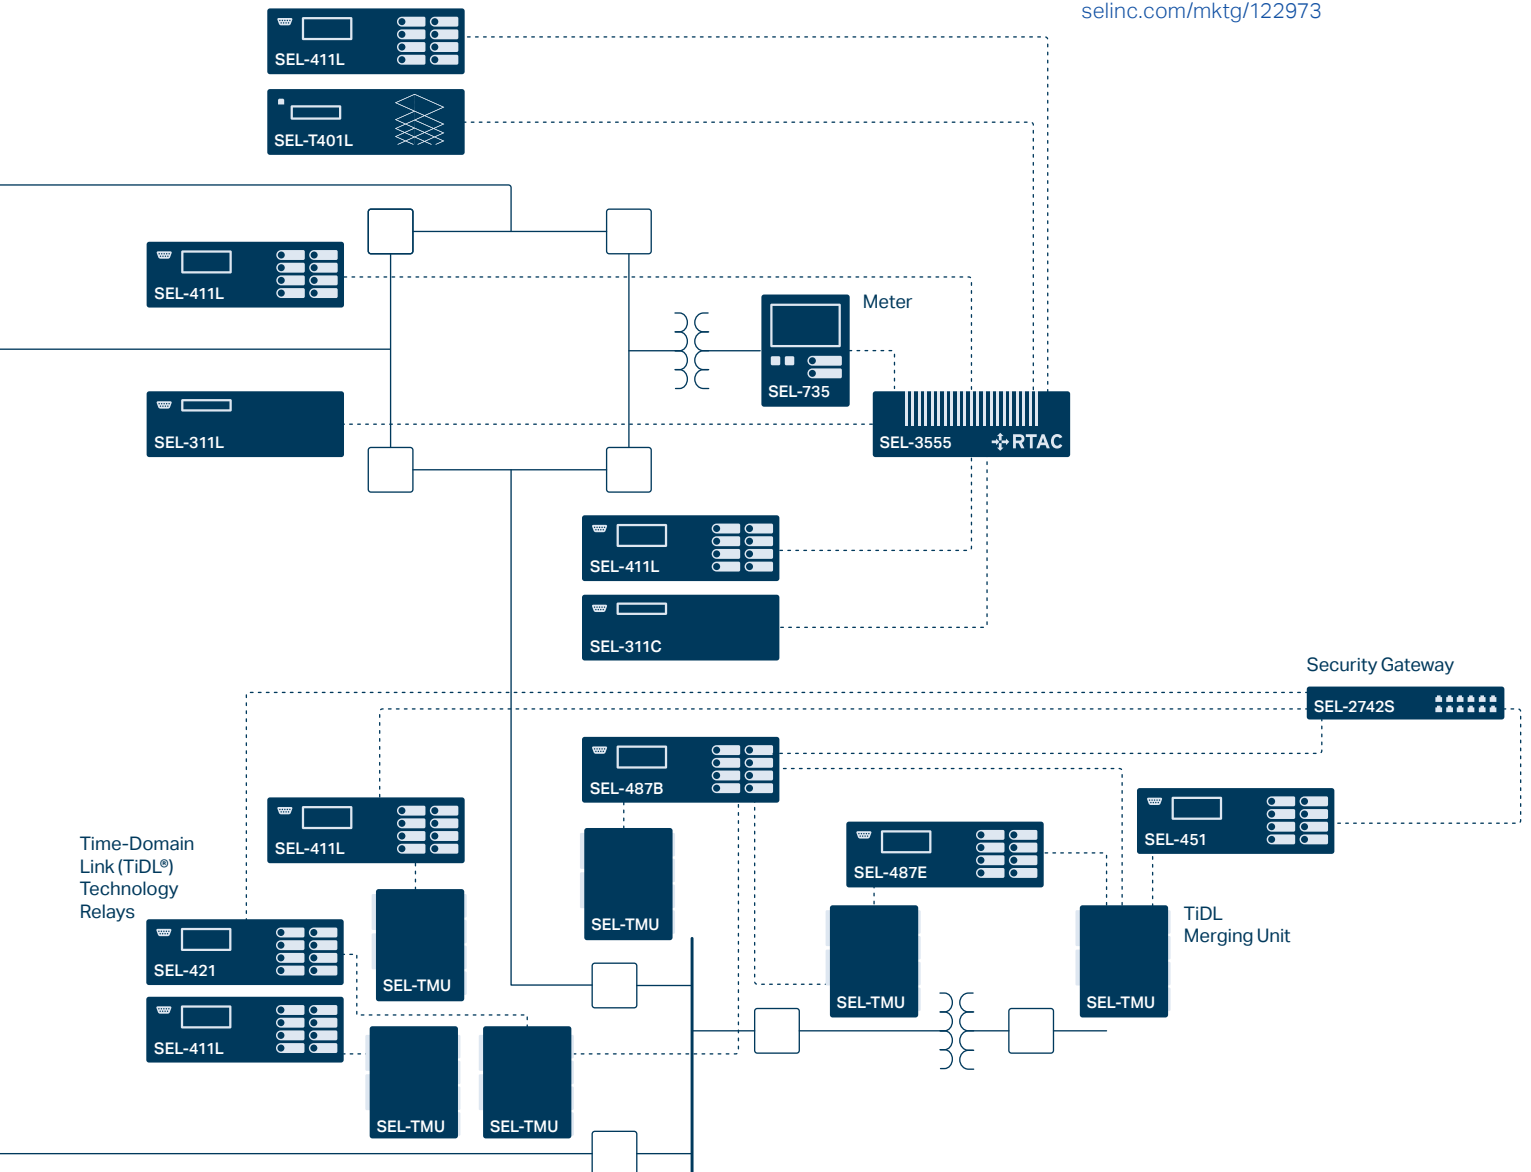 selinc.com/mktg/122973
SEL-411L
SEL-T401L
SEL-411L
Meter
SEL-735
SEL-311L
SEL-3555
RTAC
SEL-411L
SEL-311C
Security Gateway
SEL-2742S
SEL-487B
SEL-411L
SEL-451
Time-Domain
Link (TiDL®)
Technology
Relays
SEL-487E
SEL-TMU
TiDL
Merging Unit
SEL-421
SEL-TMU
SEL-TMU
SEL-TMU
SEL-411L
SEL-TMU
SEL-TMU